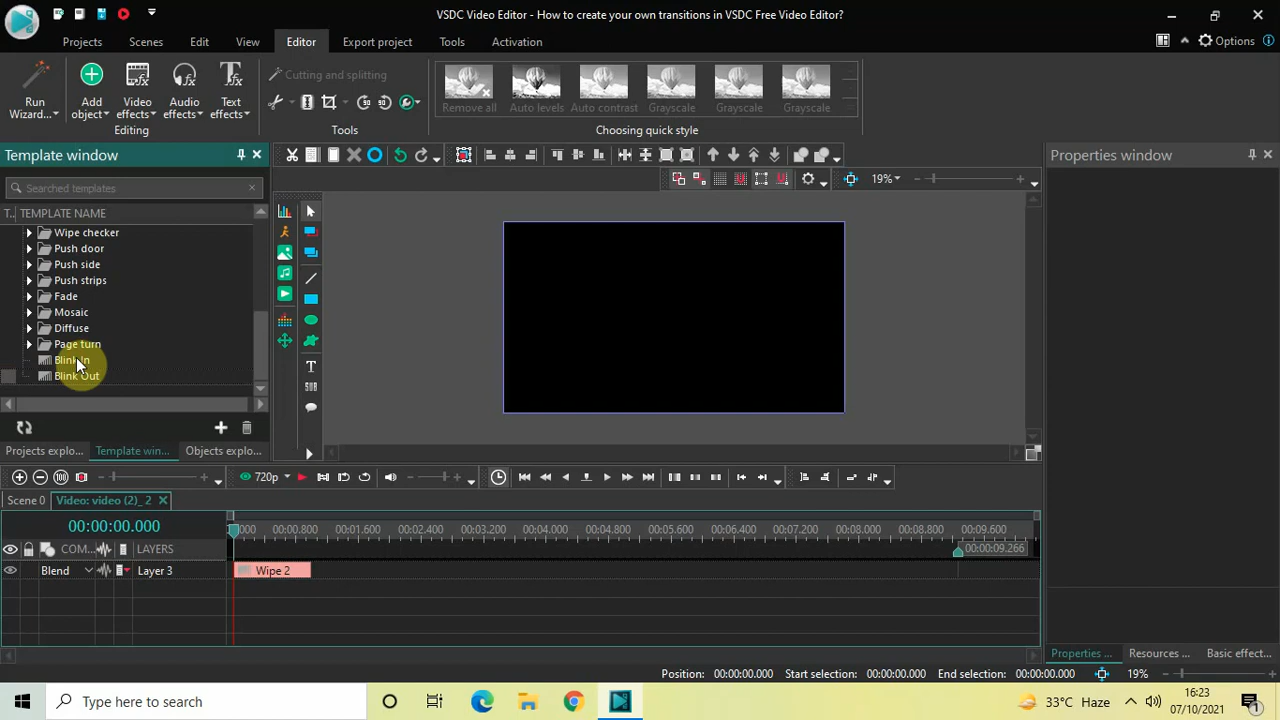 VSDC Video Editor - How to create your own transitions in VSDC Free Video Editor?
Projects Scenes Edit View Editor Export project Tools Activation Options
Run Wizard... Add object Video effects Audio effects Text effects
Cutting and splitting
Remove all Auto levels Auto contrast Grayscale Grayscale Grayscale
Editing Tools Choosing quick style
Template window Properties window
Searched templates 19%
T... TEMPLATE NAME
Wipe checker
Push door
Push side
Push strips
Fade
Mosaic
Diffuse
Page turn
Blink In
Blink Out
T
Projects explo... Template win... Objects explo...
720p
Scene 0 Video: video (2)_ 2
00:00:00.000 000 00:00.800 00:01.600 00:02.400 00:03.200 00:04.000 00:04.800 00:05.600 00:06.400 00:07.200 00:08.000 00:08.800 00:09.600
COM... LAYERS 00:00:09.266
Blend Layer 3 Wipe 2
Properties ... Resources ... Basic effect...
Position: 00:00:00.000 Start selection: 00:00:00.000 End selection: 00:00:00.000 19%
Type here to search 33°C Haze 16:23
07/10/2021 1